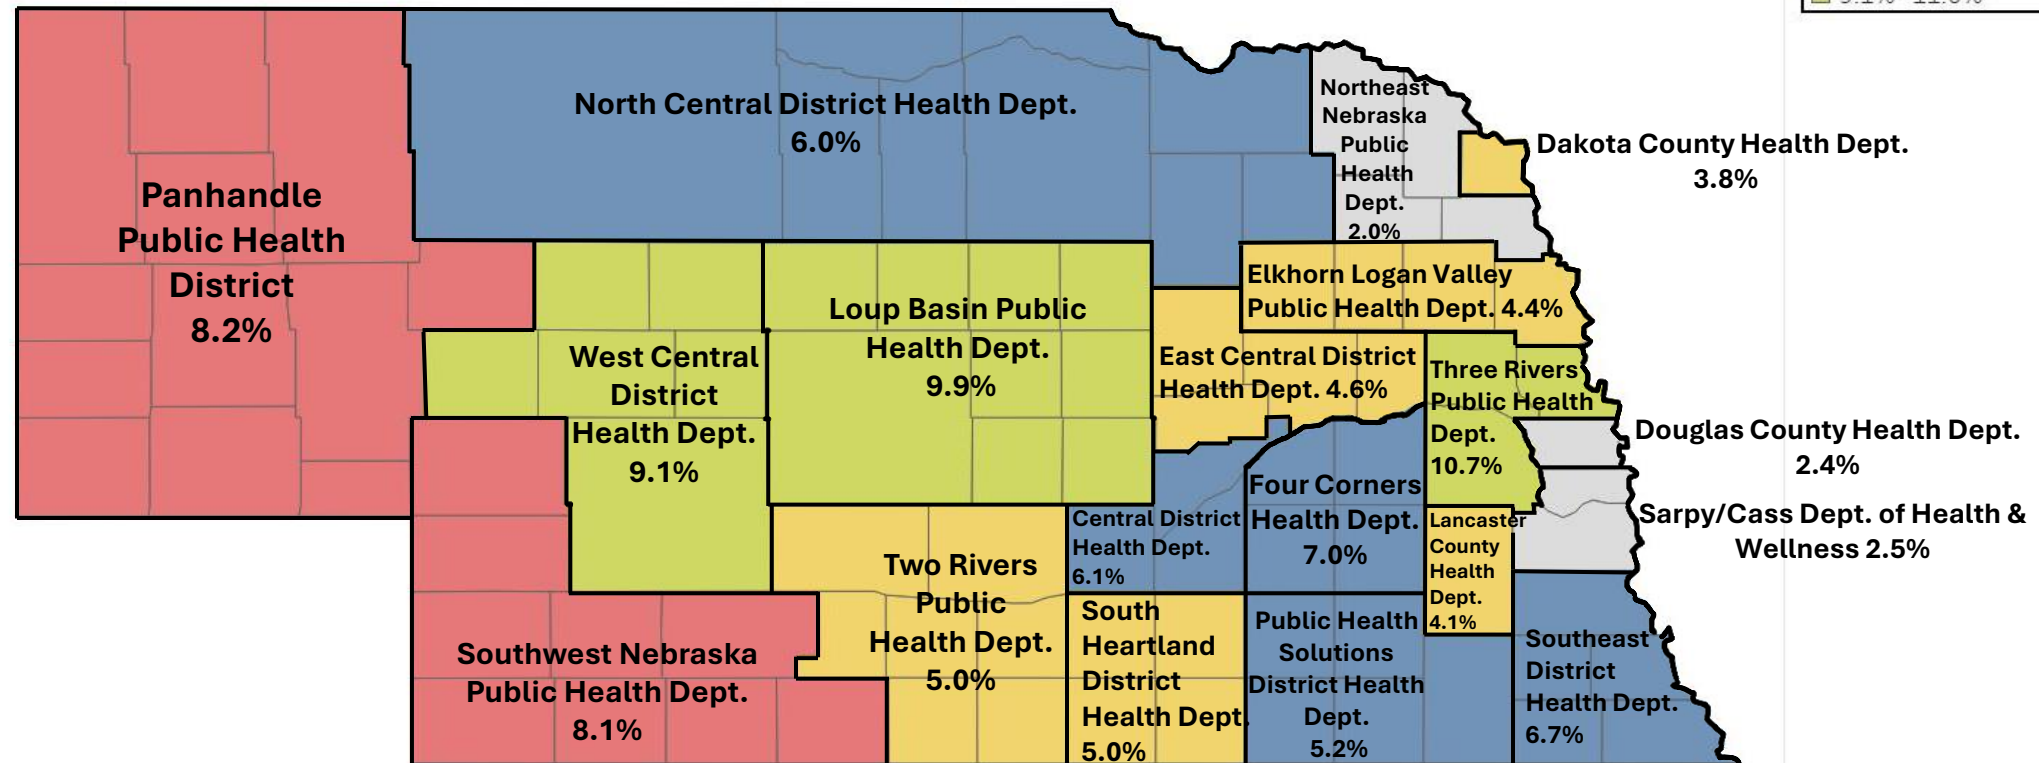 North Central District Health Dept.
6.0%
Northeast
Nebraska
Public
Health
Dept.
2.0%
Dakota County Health Dept.
3.8%
Panhandle
Public Health
District
8.2%
Elkhorn Logan Valley
Public Health Dept. 4.4%
Loup Basin Public
Health Dept.
9.9%
West Central
District
Health Dept.
9.1%
East Central District
Health Dept. 4.6%
Three Rivers
Public Health
Dept.
10.7%
Douglas County Health Dept.
2.4%
Four Corners
Health Dept.
7.0%
Central District
Health Dept.
6.1%
Lancaster
County
Health
Dept.
4.1%
Sarpy/Cass Dept. of Health &
Wellness 2.5%
Two Rivers
Public
Health Dept.
5.0%
South
Heartland
District
Health Dept.
5.0%
Public Health
Solutions
District Health
Dept.
5.2%
Southeast
District
Health Dept.
6.7%
Southwest Nebraska
Public Health Dept.
8.1%